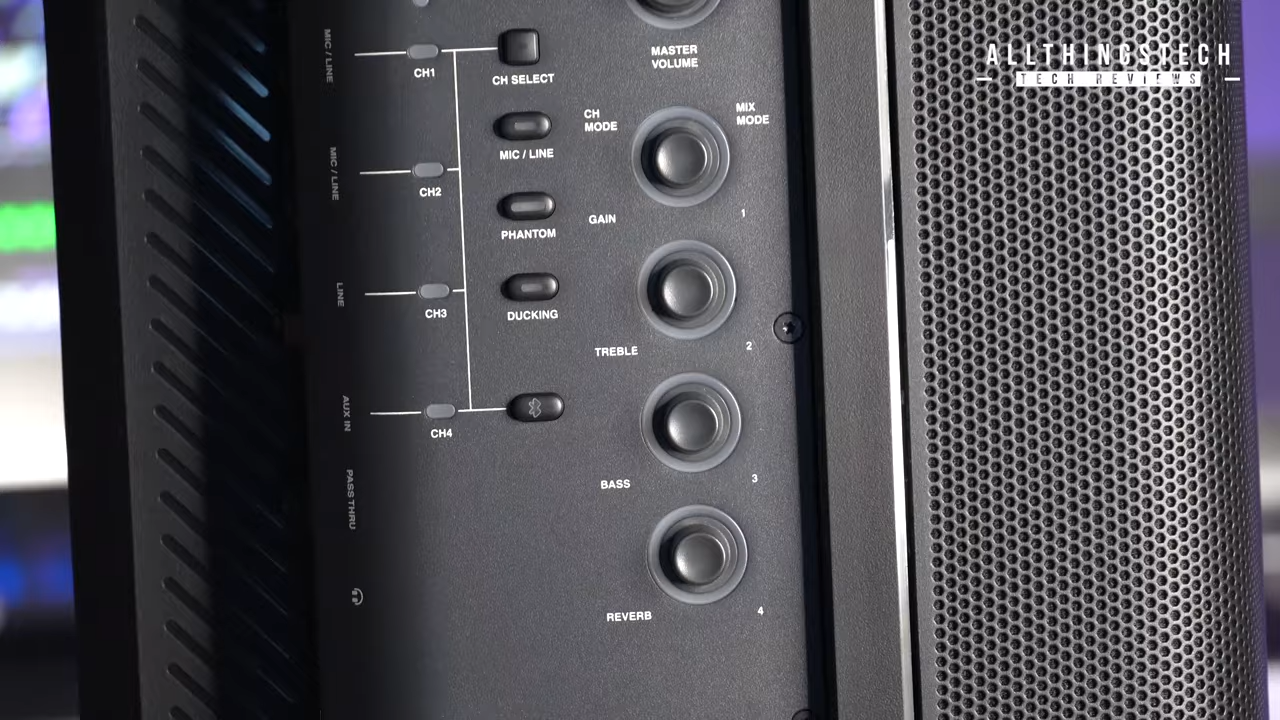 ALLTHINGSTECH
TECH REVIEWS
MASTER
VOLUME
MIC / LINE
CH1
CH SELECT
CH
MODE
MIX
MODE
MIC / LINE
MIC / LINE
CH2
PHANTOM
GAIN
1
LINE
CH3
DUCKING
TREBLE
2
AUX IN
CH4
BASS
3
PASS THRU
REVERB
4